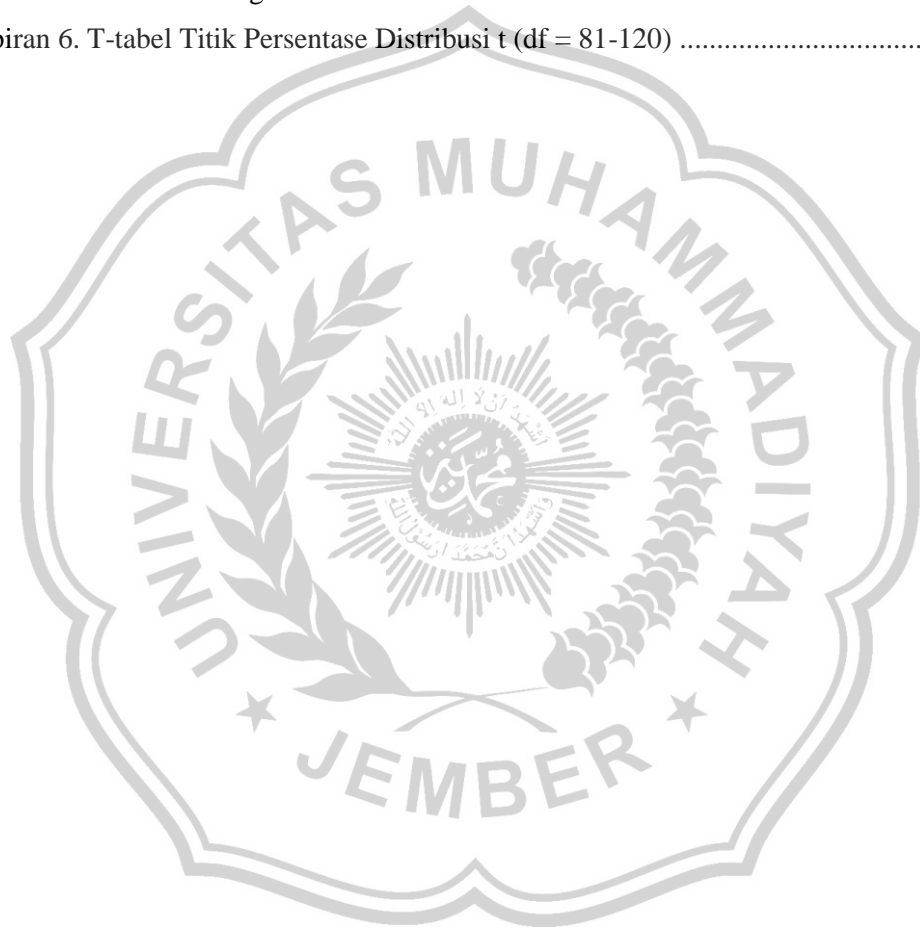 piran 6. T-tabel Titik Persentase Distribusi t (df = 81-120) ................................
UNIVERSITAS MUHAMMADIYAH
JEMBER